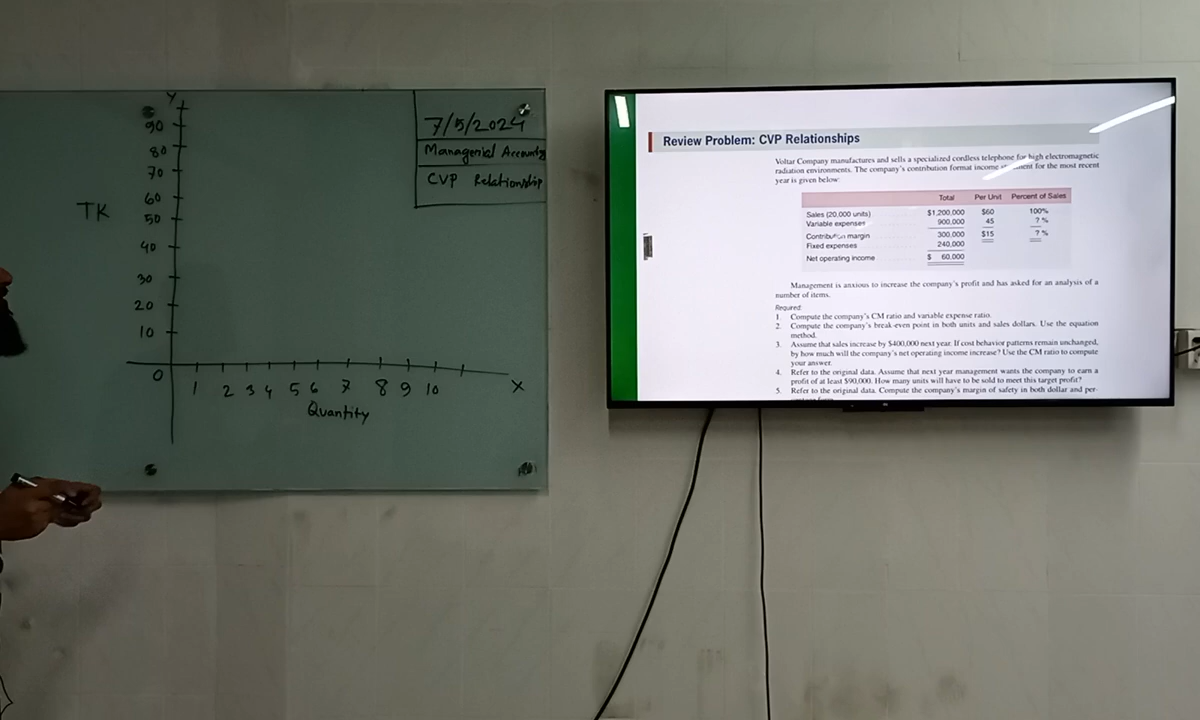 Y
90
80
70
60
50
40
30
20
10
0
TK
1 2 3 4 5 6 7 8 9 10 X
Quantity
7/5/2024
Managerial Accounting
CVP Relationship
Review Problem: CVP Relationships
Voltar Company manufactures and sells a specialized cordless telephone for high electromagnetic
radiation environments. The company's contribution format income for the most recent
year is given below:
Total Per Unit Percent of Sales
Sales (20,000 units) $1,200,000 $60 100%
Variable expenses 900,000 45 ? %
Contribution margin 300,000 $15 ? %
Fixed expenses 240,000
Net operating income $ 60,000
Management is anxious to increase the company's profit and has asked for an analysis of a
number of items.
Required:
1. Compute the company's CM ratio and variable expense ratio.
2. Compute the company's break-even point in both units and sales dollars. Use the equation
method.
3. Assume that sales increase by $400,000 next year. If cost behavior patterns remain unchanged,
by how much will the company's net operating income increase? Use the CM ratio to compute
your answer.
4. Refer to the original data. Assume that next year management wants the company to earn a
profit of at least $90,000. How many units will have to be sold to meet this target profit?
5. Refer to the original data. Compute the company's margin of safety in both dollar and per-